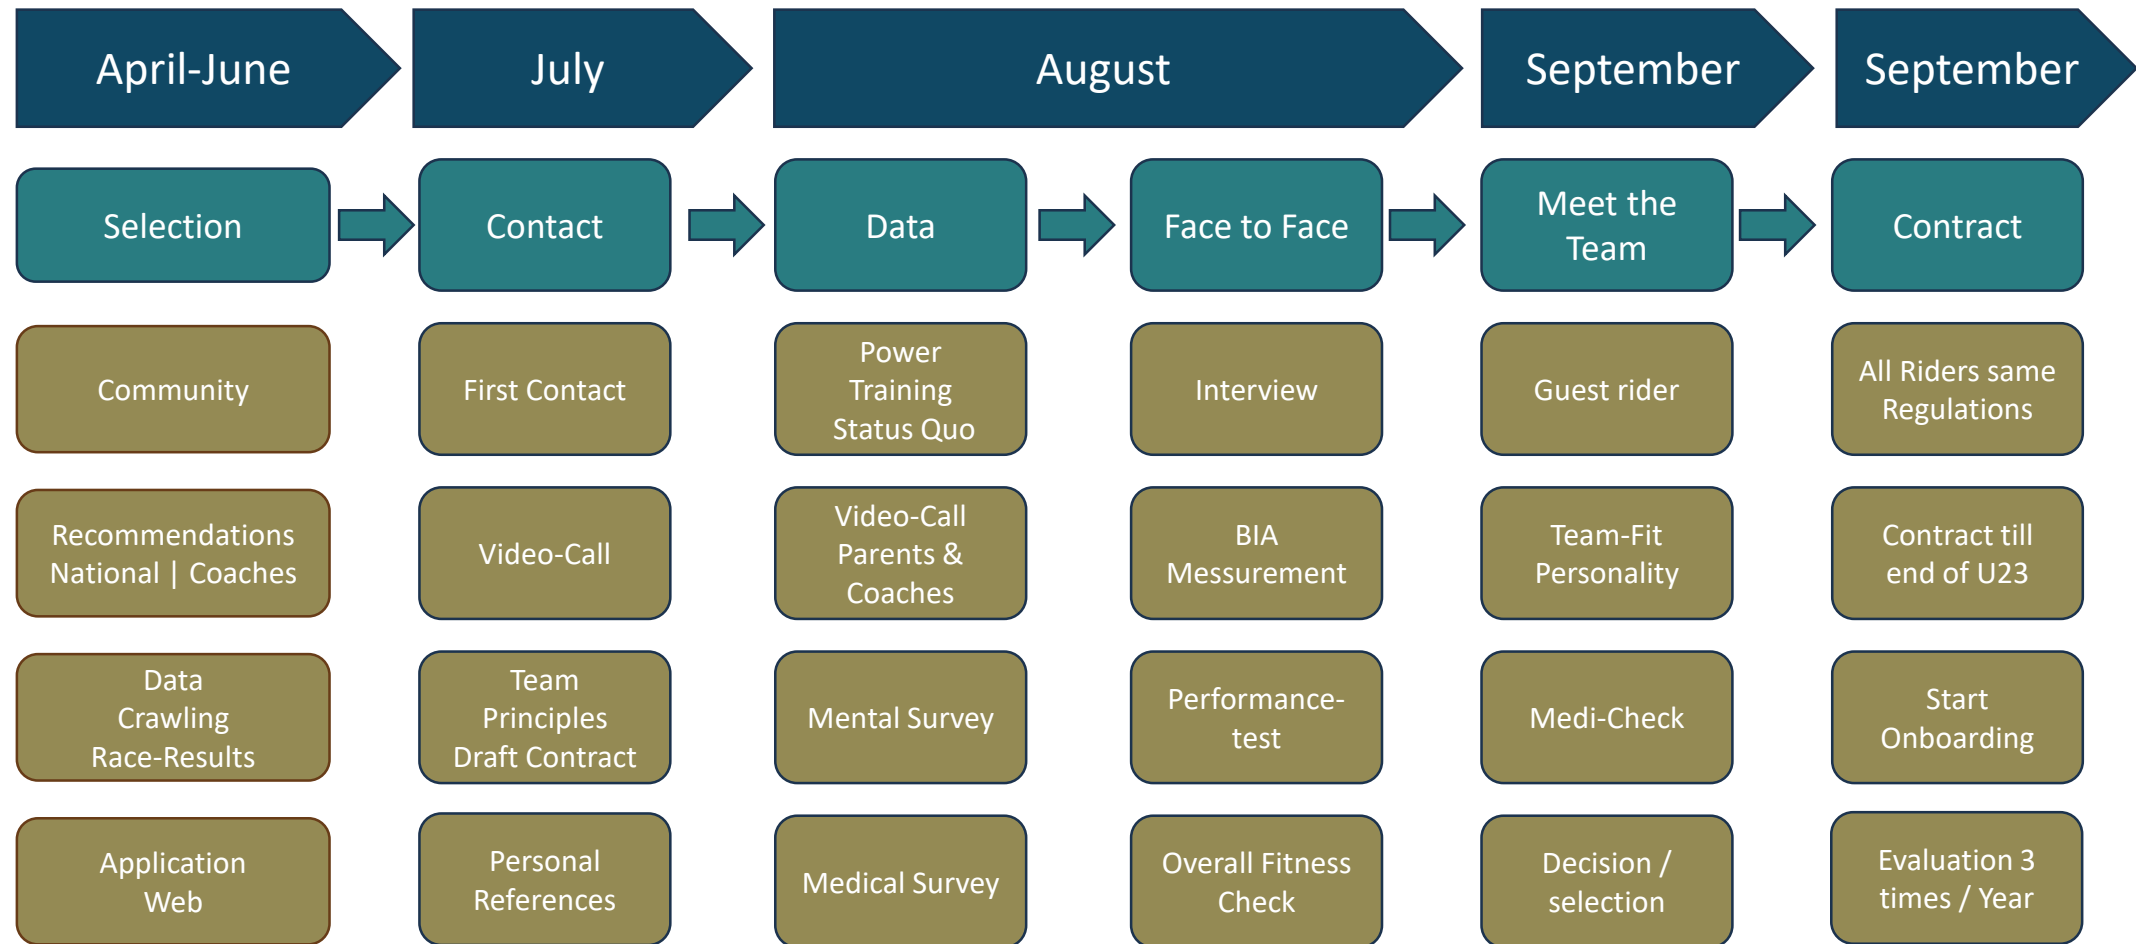 April-June
July
August
September
September
Selection
Contact
Data
Face to Face
Meet the
Team
Contract
Community
First Contact
Power
Training
Status Quo
Interview
Guest rider
All Riders same
Regulations
Recommendations
National | Coaches
Video-Call
Video-Call
Parents &
Coaches
BIA
Messurement
Team-Fit
Personality
Contract till
end of U23
Data
Crawling
Race-Results
Team
Principles
Draft Contract
Mental Survey
Performance-
test
Medi-Check
Start
Onboarding
Application
Web
Personal
References
Medical Survey
Overall Fitness
Check
Decision /
selection
Evaluation 3
times / Year